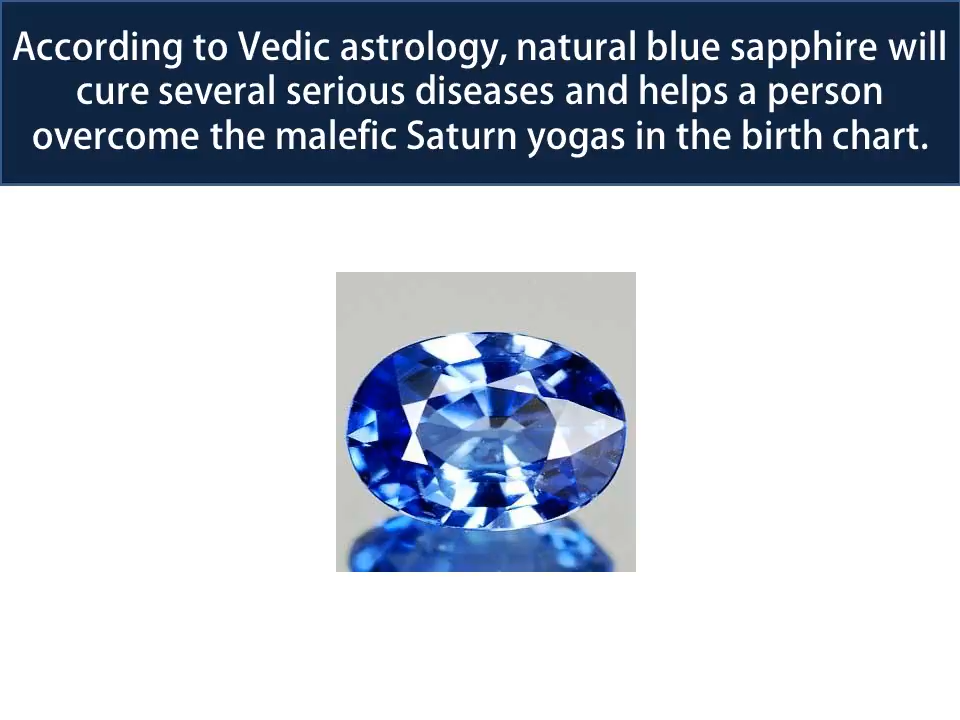 According to Vedic astrology, natural blue sapphire will
cure several serious diseases and helps a person
overcome the malefic Saturn yogas in the birth chart.